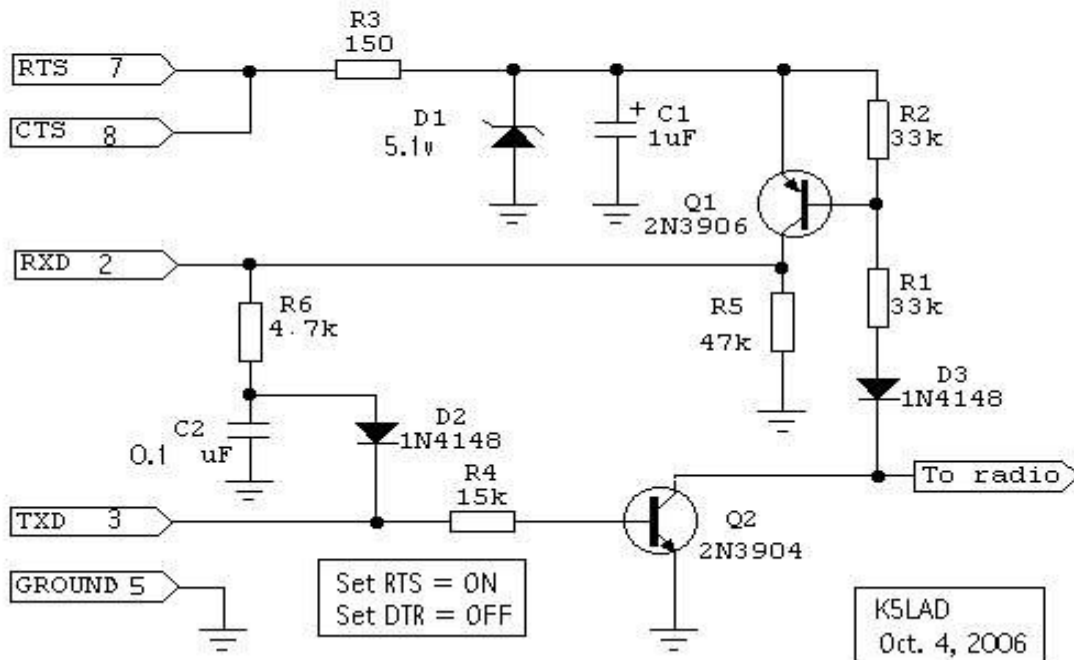 R3
150
RTS 7
CTS 8
D1
5.1v
+ C1
1uF
R2
33k
Q1
2N3906
RXD 2
R6
4.7k
R5
47k
R1
33k
D3
1N4148
C2
0.1 uF
D2
1N4148
R4
15k
To radio
TXD 3
Q2
2N3904
GROUND 5
Set RTS = ON
Set DTR = OFF
K5LAD
Oct. 4, 2006